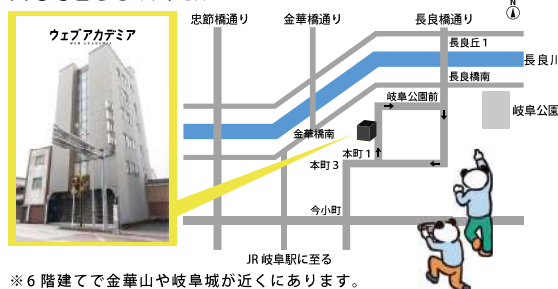 忠節橋通り
金華橋通り
長良橋通り
N
ウェブアカデミア
WEB ACADEMIA
長良丘1
長良川
長良橋南
岐阜公園前
岐阜公園
金華橋南
本町1
本町3
今小町
JR岐阜駅に至る
※6階建てで金華山や岐阜城が近くにあります。